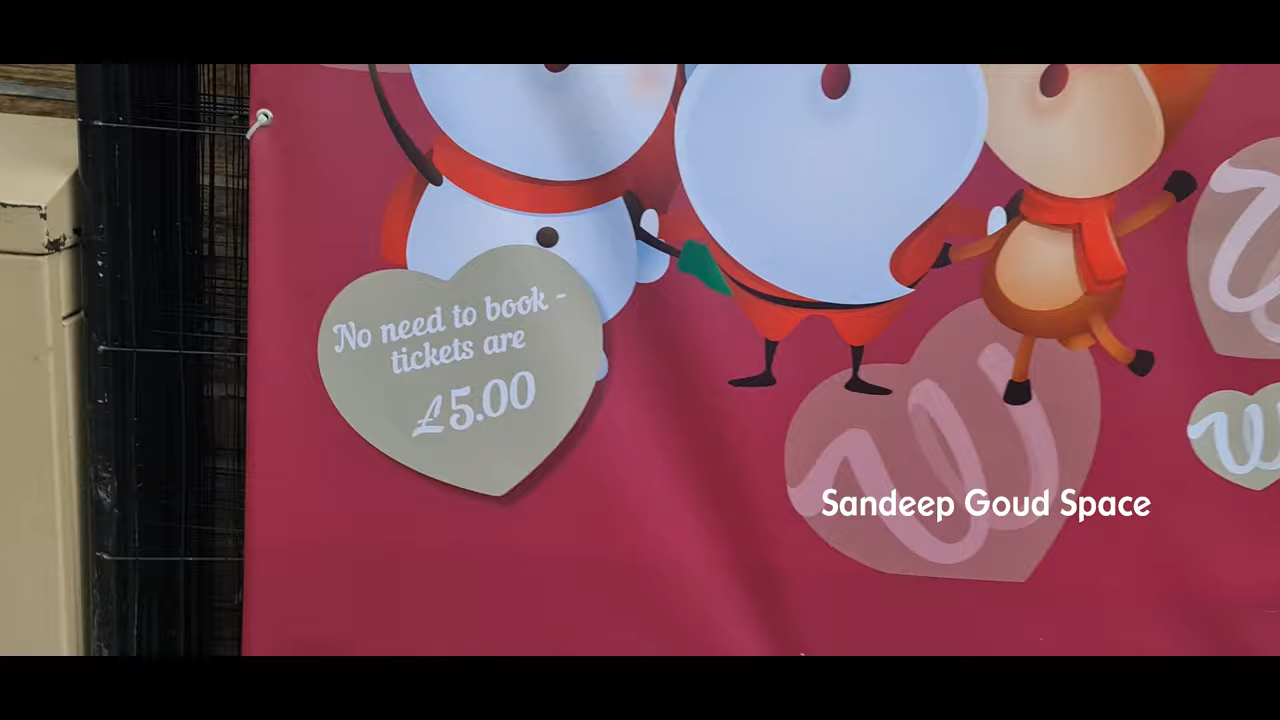 No need to book -
tickets are
£5.00
W
W
W
Sandeep Goud Space